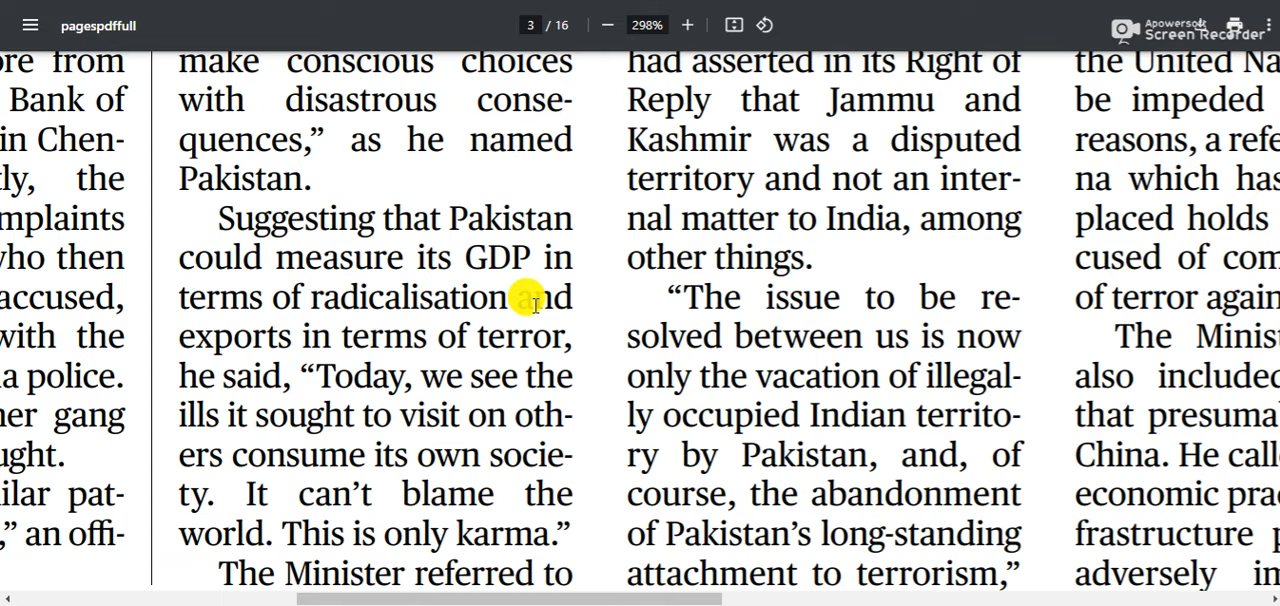 pagespdffull
3 / 16
298%
Apowersoft
Screen Recorder
ore from
Bank of
in Chen-
tly, the
mplaints
who then
accused,
with the
a police.
her gang
ught.
ilar pat-
,” an offi-
make conscious choices
with disastrous conse-
quences,” as he named
Pakistan.
Suggesting that Pakistan
could measure its GDP in
terms of radicalisation and
exports in terms of terror,
he said, “Today, we see the
ills it sought to visit on oth-
ers consume its own socie-
ty. It can’t blame the
world. This is only karma.”
The Minister referred to
had asserted in its Right of
Reply that Jammu and
Kashmir was a disputed
territory and not an inter-
nal matter to India, among
other things.
“The issue to be re-
solved between us is now
only the vacation of illegal-
ly occupied Indian territo-
ry by Pakistan, and, of
course, the abandonment
of Pakistan’s long-standing
attachment to terrorism,”
the United Na
be impeded
reasons, a refe
na which has
placed holds
cused of com
of terror again
The Minist
also included
that presuma
China. He calle
economic prac
frastructure p
adversely im